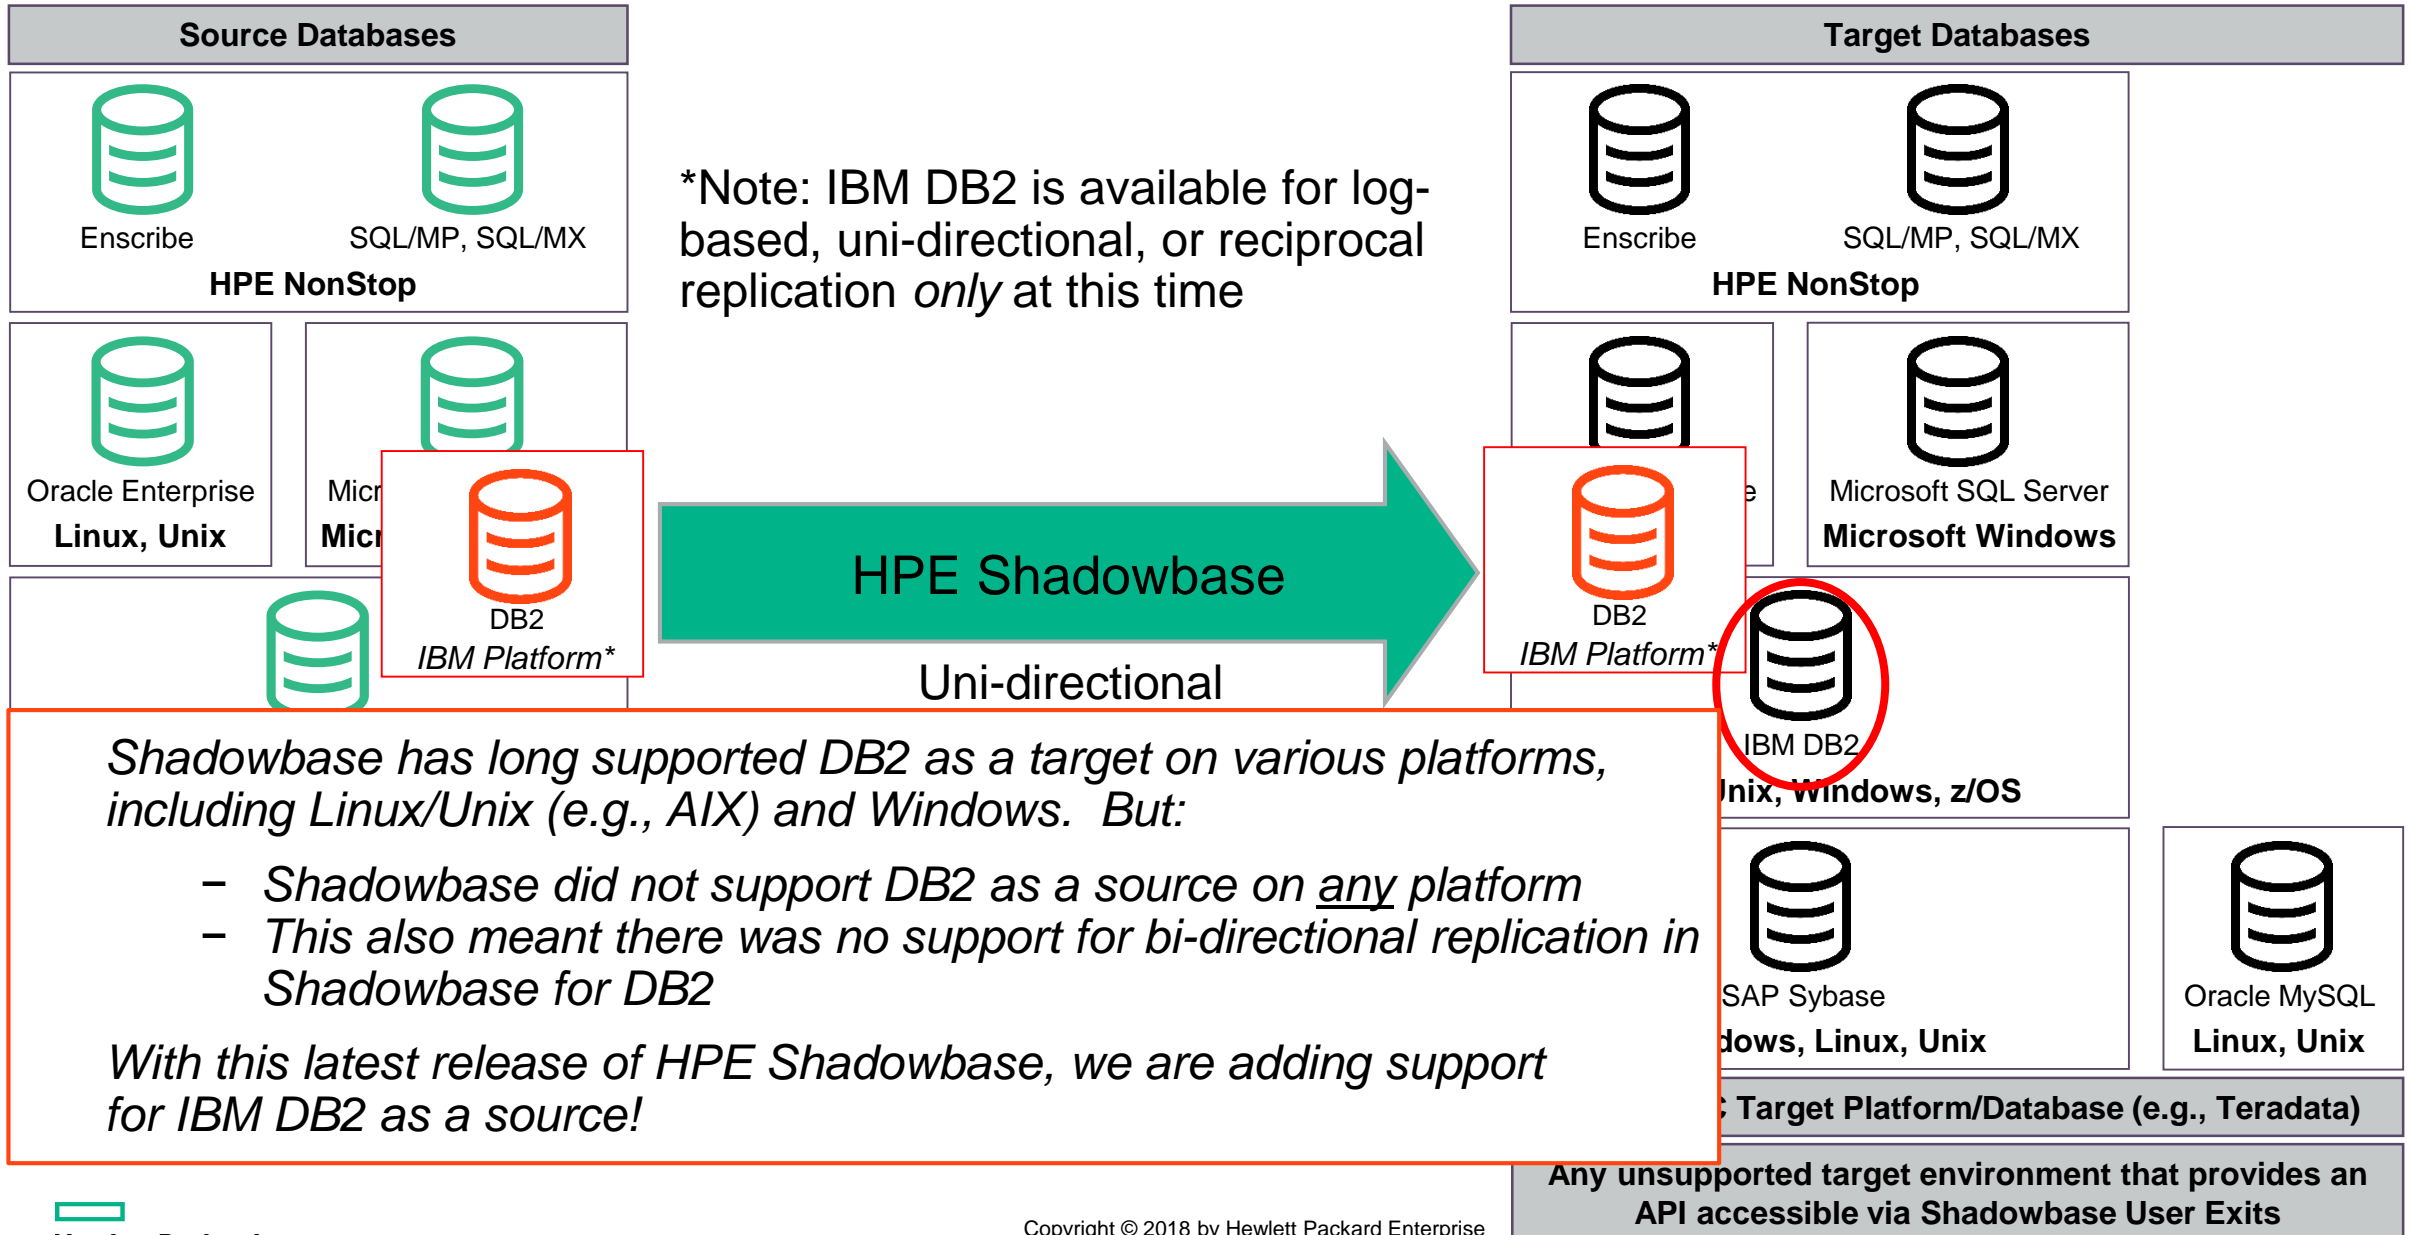 Source Databases
Enscribe
SQL/MP, SQL/MX
HPE NonStop
Oracle Enterprise
Linux, Unix
DB2
IBM Platform*
*Note: IBM DB2 is available for log-
based, uni-directional, or reciprocal
replication only at this time
HPE Shadowbase
Uni-directional
Target Databases
Enscribe
SQL/MP, SQL/MX
HPE NonStop
Microsoft SQL Server
Microsoft Windows
DB2
IBM Platform*
IBM DB2
Windows, z/OS
SAP Sybase
Linux, Unix
Oracle MySQL
Linux, Unix
Target Platform/Database (e.g., Teradata)
Any unsupported target environment that provides an
API accessible via Shadowbase User Exits
Shadowbase has long supported DB2 as a target on various platforms,
including Linux/Unix (e.g., AIX) and Windows. But:
− Shadowbase did not support DB2 as a source on any platform
− This also meant there was no support for bi-directional replication in
Shadowbase for DB2
With this latest release of HPE Shadowbase, we are adding support
for IBM DB2 as a source!
Copyright © 2018 by Hewlett Packard Enterprise